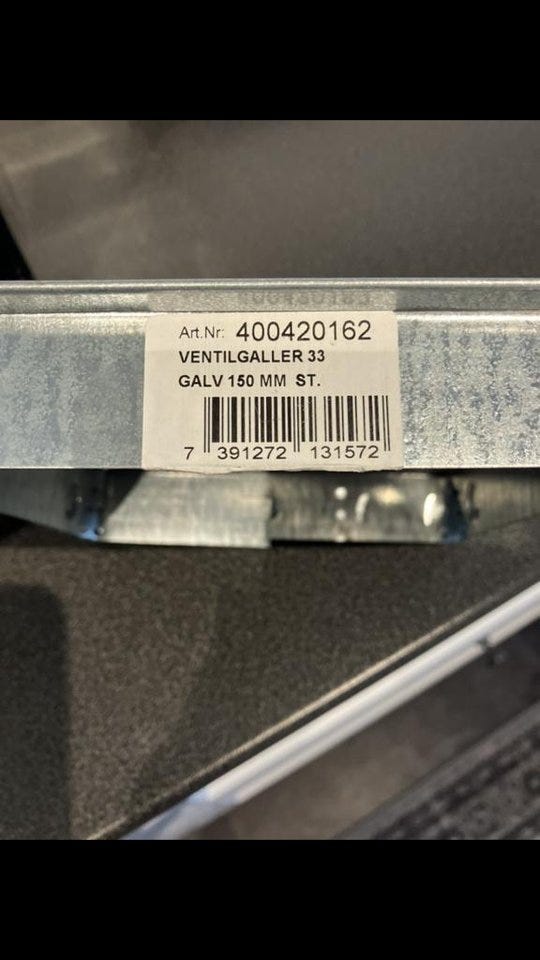 Art.Nr: 400420162
VENTILGALLER 33
GALV 150 MM ST.
7 391272 131572